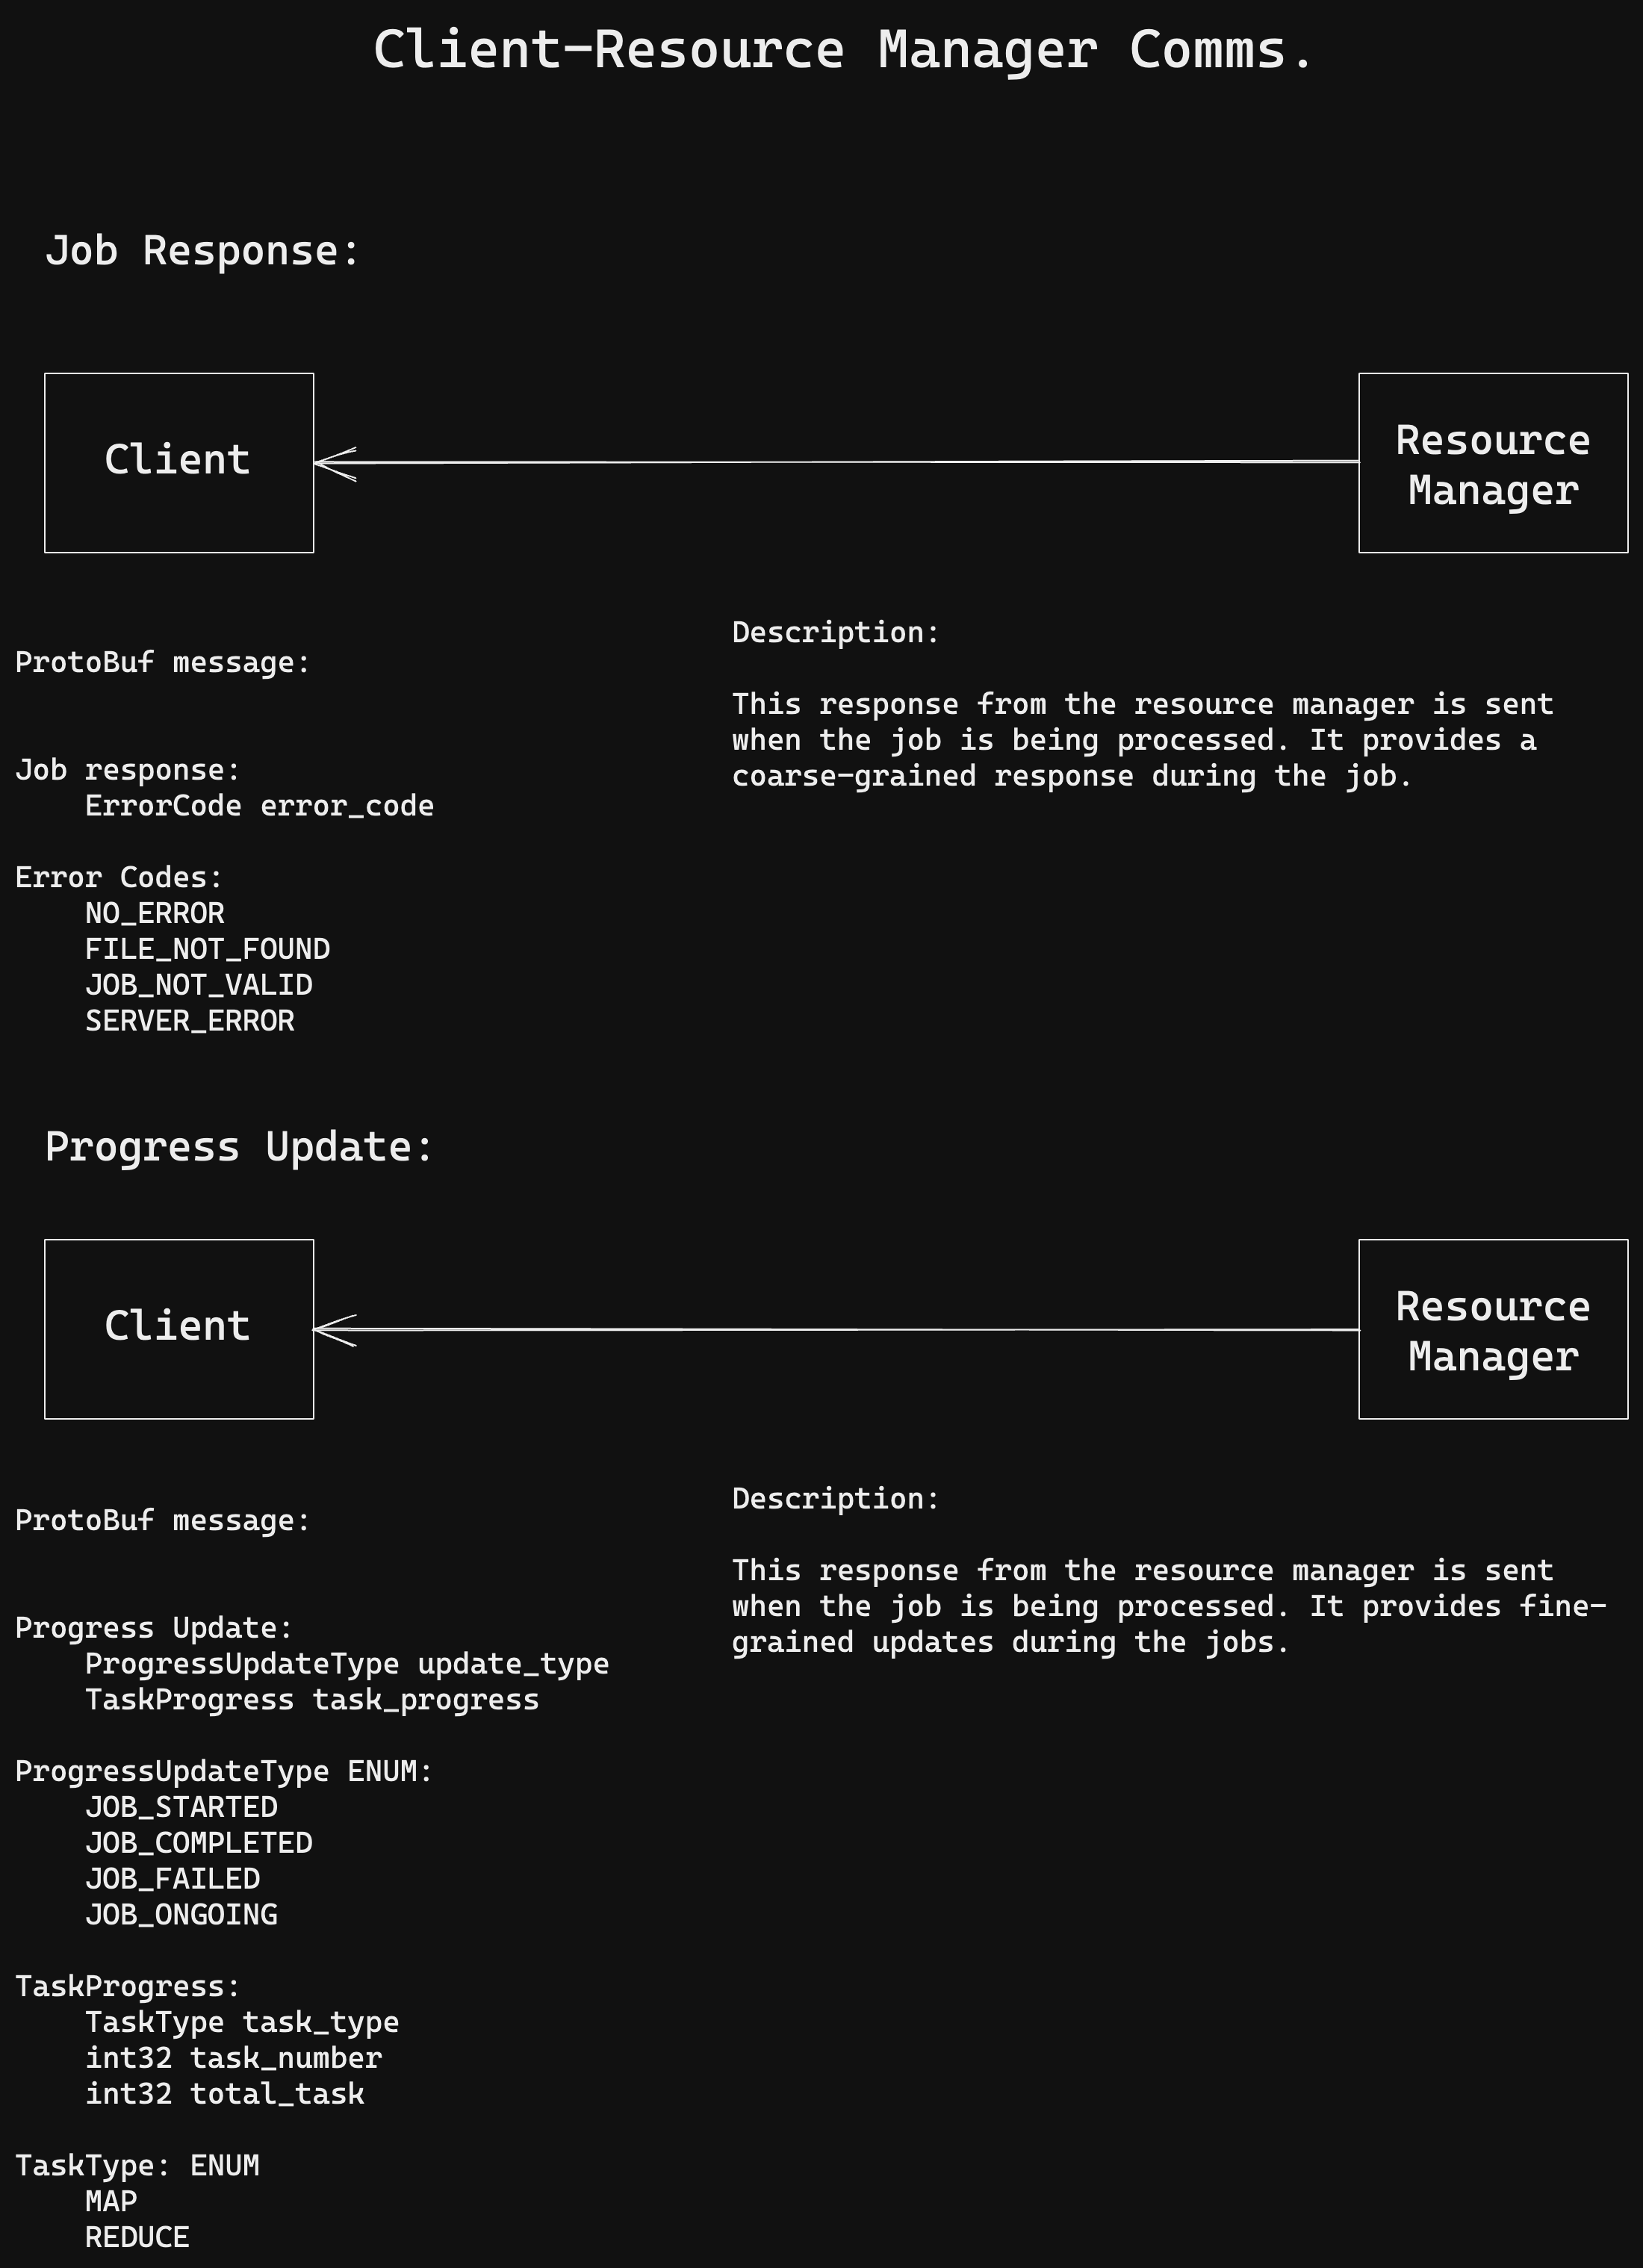 Client-Resource Manager Comms.
Job Response:
Client
Resource
Manager
ProtoBuf message:
Job response:
ErrorCode error_code
Error Codes:
NO_ERROR
FILE_NOT_FOUND
JOB_NOT_VALID
SERVER_ERROR
Description:
This response from the resource manager is sent
when the job is being processed. It provides a
coarse-grained response during the job.
Progress Update:
Client
Resource
Manager
ProtoBuf message:
Progress Update:
ProgressUpdateType update_type
TaskProgress task_progress
ProgressUpdateType ENUM:
JOB_STARTED
JOB_COMPLETED
JOB_FAILED
JOB_ONGOING
TaskProgress:
TaskType task_type
int32 task_number
int32 total_task
TaskType: ENUM
MAP
REDUCE
Description:
This response from the resource manager is sent
when the job is being processed. It provides fine-
grained updates during the jobs.